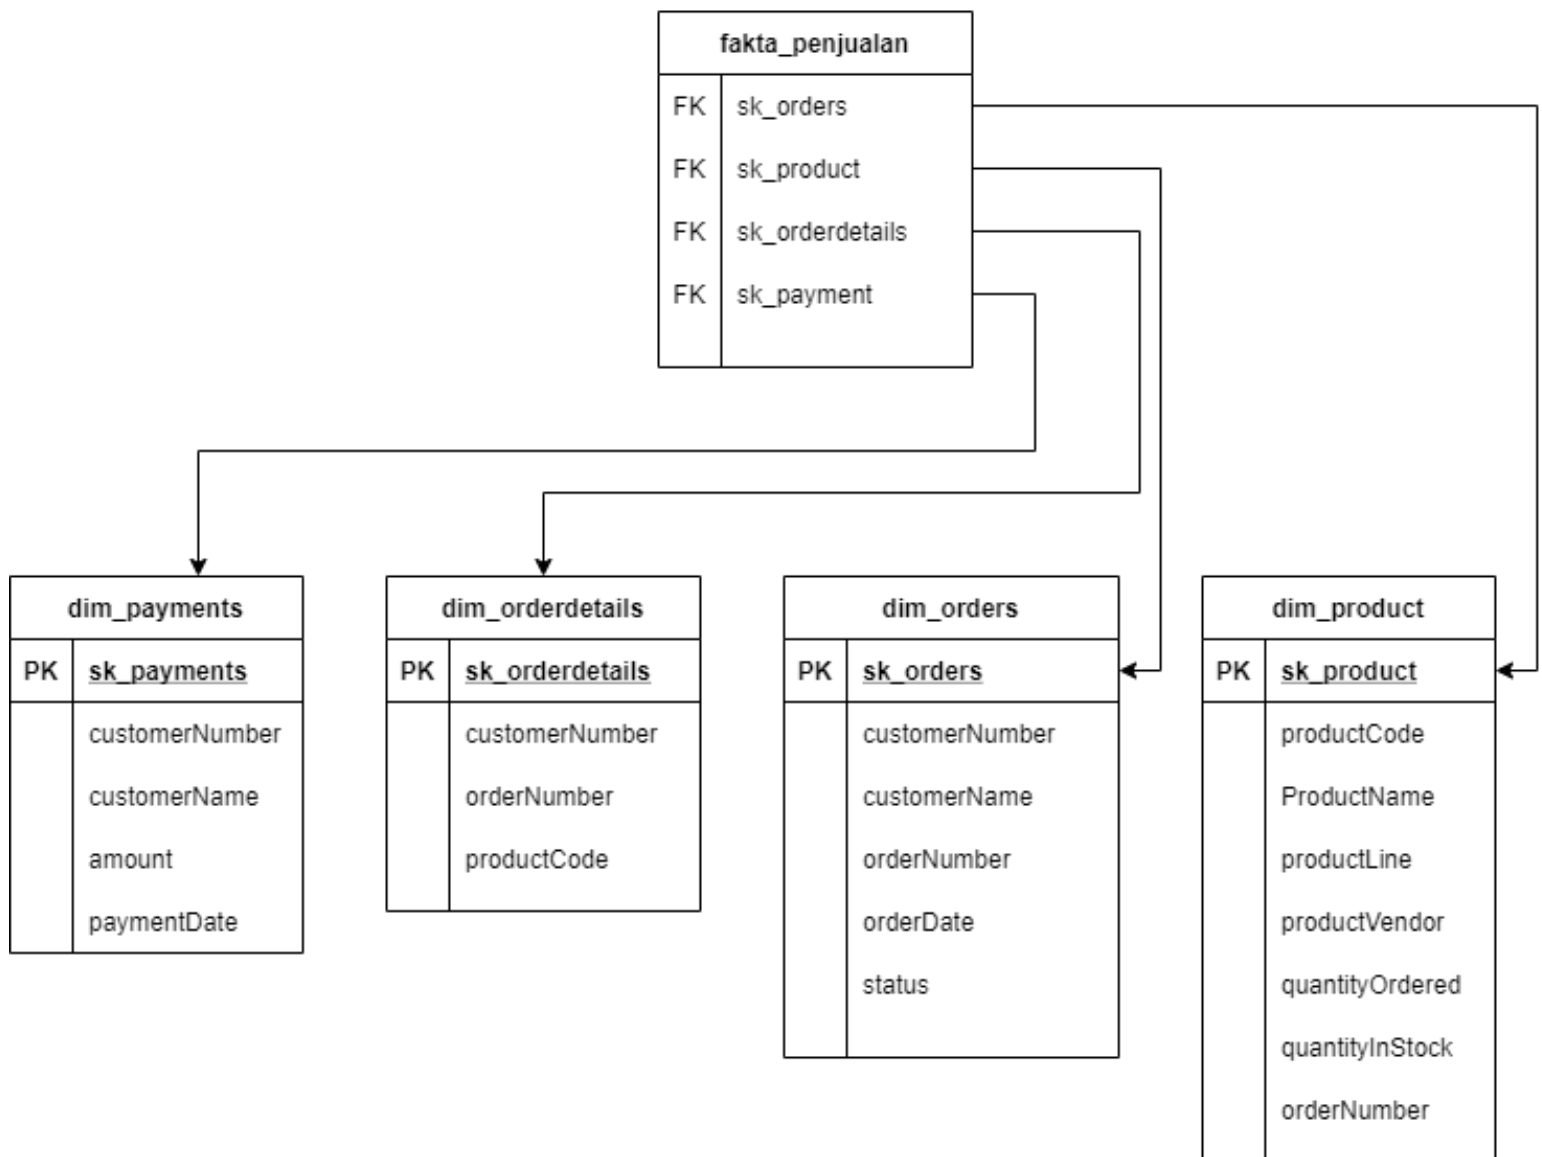 fakta_penjualan
FK sk_orders
FK sk_product
FK sk_orderdetails
FK sk_payment
dim_payments
PK sk_payments
customerNumber
customerName
amount
paymentDate
dim_orderdetails
PK sk_orderdetails
customerNumber
orderNumber
productCode
dim_orders
PK sk_orders
customerNumber
customerName
orderNumber
orderDate
status
dim_product
PK sk_product
productCode
ProductName
productLine
productVendor
quantityOrdered
quantityInStock
orderNumber